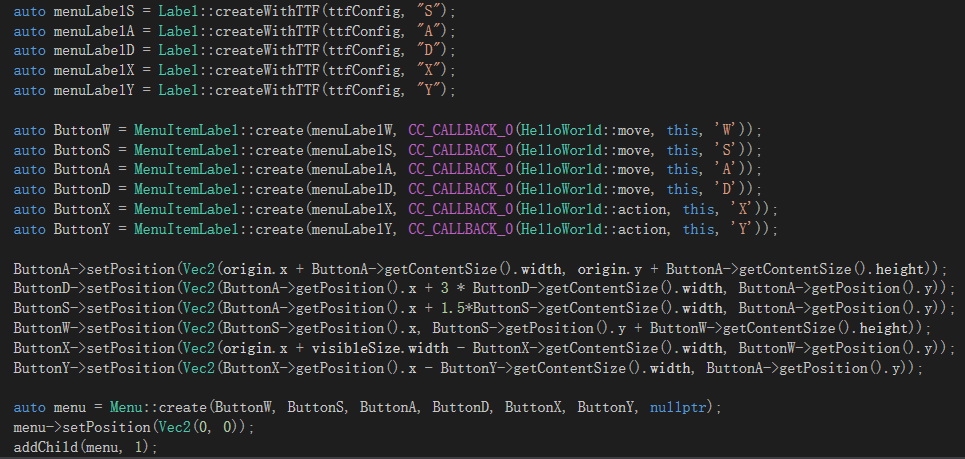 auto menuLabelS = Label::createWithTTF(ttfConfig, "S");
auto menuLabelA = Label::createWithTTF(ttfConfig, "A");
auto menuLabelD = Label::createWithTTF(ttfConfig, "D");
auto menuLabelX = Label::createWithTTF(ttfConfig, "X");
auto menuLabelY = Label::createWithTTF(ttfConfig, "Y");
auto ButtonW = MenuItemLabel::create(menuLabelW, CC_CALLBACK_0(HelloWorld::move, this, 'W'));
auto ButtonS = MenuItemLabel::create(menuLabelS, CC_CALLBACK_0(HelloWorld::move, this, 'S'));
auto ButtonA = MenuItemLabel::create(menuLabelA, CC_CALLBACK_0(HelloWorld::move, this, 'A'));
auto ButtonD = MenuItemLabel::create(menuLabelD, CC_CALLBACK_0(HelloWorld::move, this, 'D'));
auto ButtonX = MenuItemLabel::create(menuLabelX, CC_CALLBACK_0(HelloWorld::action, this, 'X'));
auto ButtonY = MenuItemLabel::create(menuLabelY, CC_CALLBACK_0(HelloWorld::action, this, 'Y'));
ButtonA->setPosition(Vec2(origin.x + ButtonA->getContentSize().width, origin.y + ButtonA->getContentSize().height));
ButtonD->setPosition(Vec2(ButtonA->getPosition().x + 3 * ButtonD->getContentSize().width, ButtonA->getPosition().y));
ButtonS->setPosition(Vec2(ButtonA->getPosition().x + 1.5*ButtonS->getContentSize().width, ButtonA->getPosition().y));
ButtonW->setPosition(Vec2(ButtonS->getPosition().x, ButtonS->getPosition().y + ButtonW->getContentSize().height));
ButtonX->setPosition(Vec2(origin.x + visibleSize.width - ButtonX->getContentSize().width, ButtonW->getPosition().y));
ButtonY->setPosition(Vec2(ButtonX->getPosition().x - ButtonY->getContentSize().width, ButtonA->getPosition().y));
auto menu = Menu::create(ButtonW, ButtonS, ButtonA, ButtonD, ButtonX, ButtonY, nullptr);
menu->setPosition(Vec2(0, 0));
addChild(menu, 1);